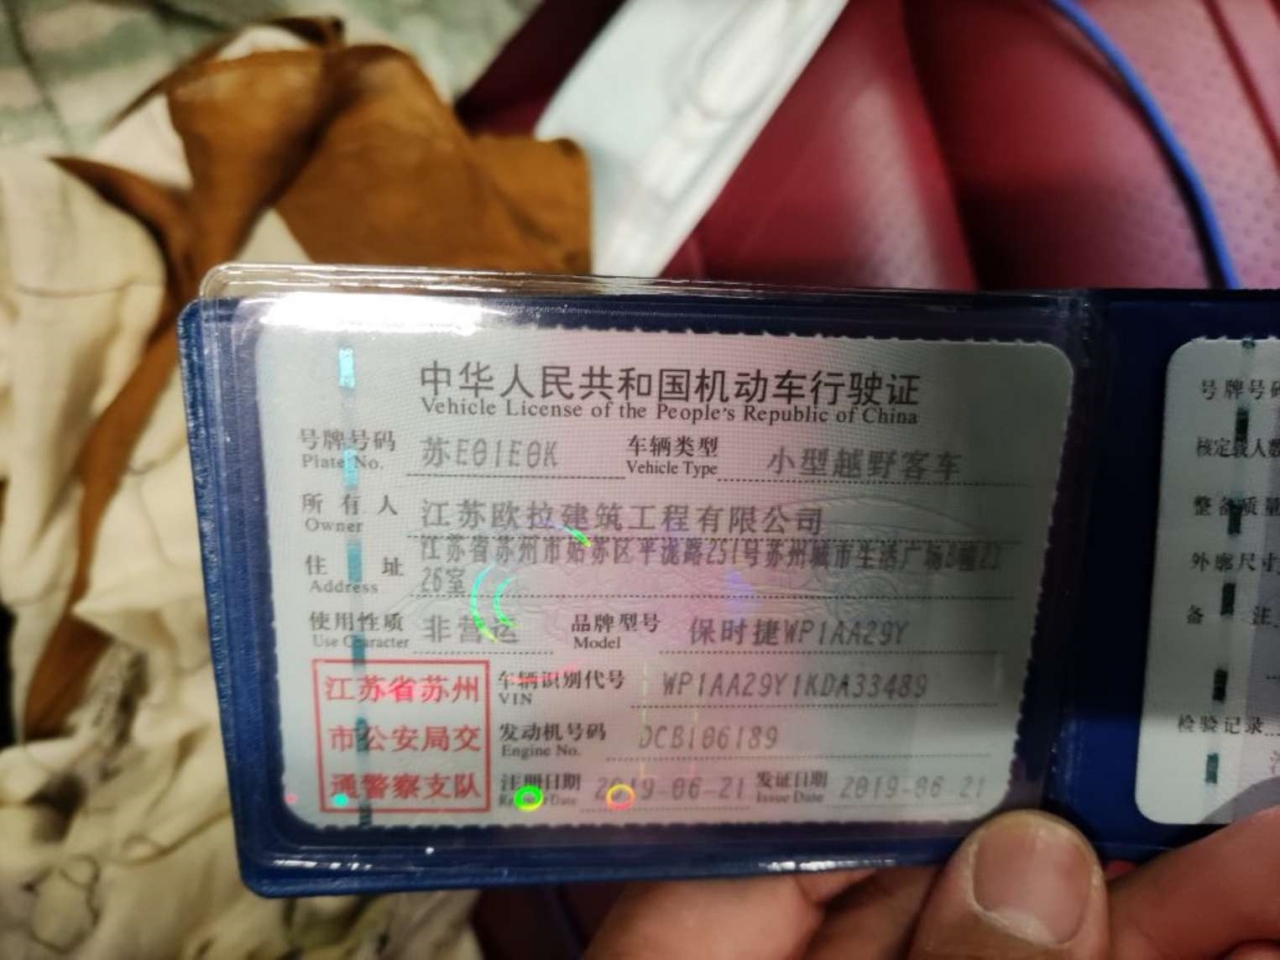 中华人民共和国机动车行驶证
Vehicle License of the People's Republic of China
号牌号码 苏E01E0K 车辆类型 小型越野客车
Plate No. Vehicle Type
所有人 江苏欧拉建筑工程有限公司
Owner
住址 江苏省苏州市姑苏区平泷路251号苏州城市生活广场B幢23
Address 26室
使用性质 非营运 品牌型号 保时捷WP1AA29Y
Use Character Model
江苏省苏州
市公安局交
通警察支队
车辆识别代号 WP1AA29Y1KDA33489
VIN
发动机号码 DCB106189
Engine No.
注册日期 2019-06-21 发证日期 2019-06-21
Register Date Issue Date
号牌号码
核定载人数
整备质量
外廓尺寸
备注
检验记录